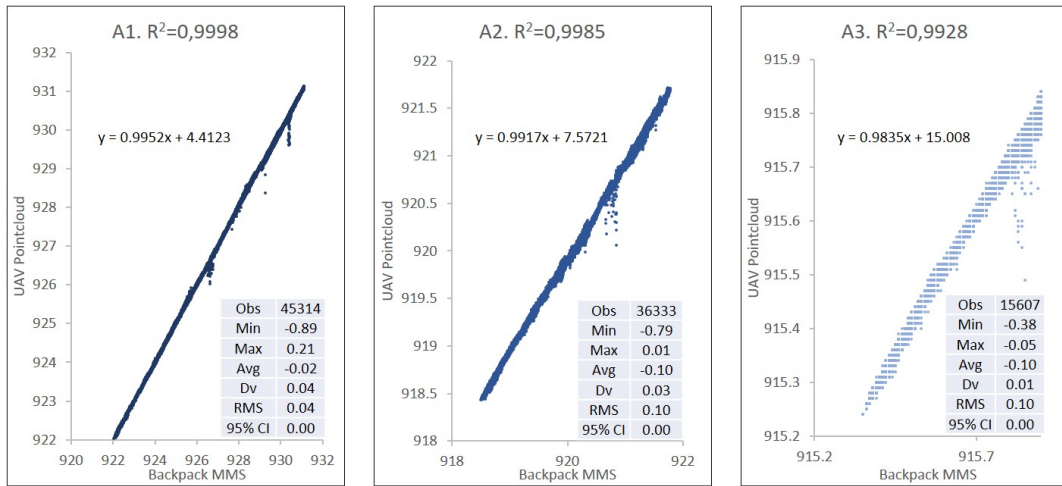 A1. R²=0,9998
932
931
930
929
928
927
926
925
924
923
922
920 922 924 926 928 930 932
UAV Pointcloud
Backpack MMS
y = 0.9952x + 4.4123
Obs 45314
Min -0.89
Max 0.21
Avg -0.02
Dv 0.04
RMS 0.04
95% CI 0.00
A2. R²=0,9985
922
921.5
921
920.5
920
919.5
919
918.5
918
918 920 922
UAV Pointcloud
Backpack MMS
y = 0.9917x + 7.5721
Obs 36333
Min -0.79
Max 0.01
Avg -0.10
Dv 0.03
RMS 0.10
95% CI 0.00
A3. R²=0,9928
915.9
915.8
915.7
915.6
915.5
915.4
915.3
915.2
915.2 915.7
UAV Pointcloud
Backpack MMS
y = 0.9835x + 15.008
Obs 15607
Min -0.38
Max -0.05
Avg -0.10
Dv 0.01
RMS 0.10
95% CI 0.00